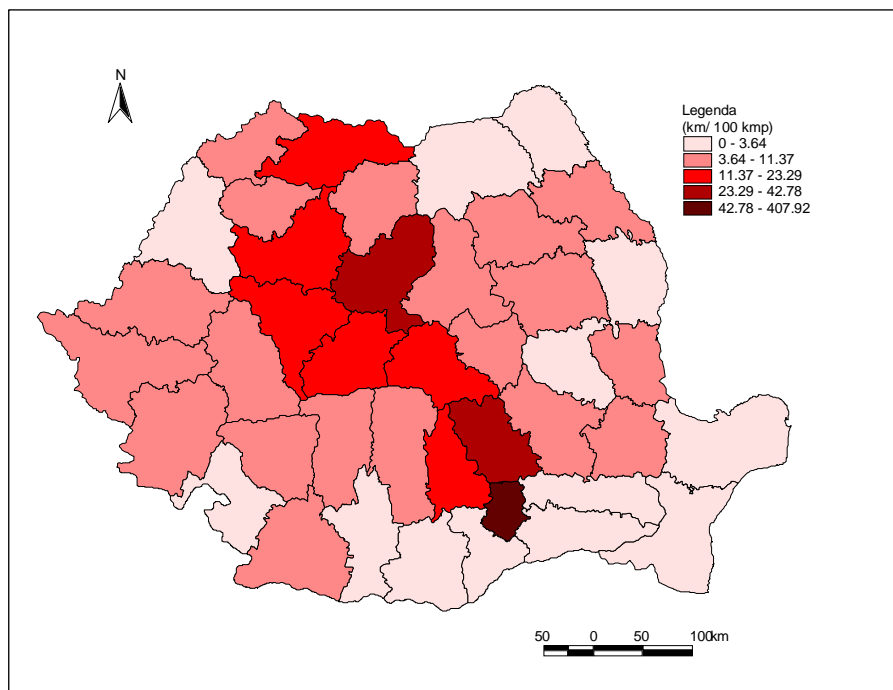 N
Legenda
(km/ 100 kmp)
0 - 3.64
3.64 - 11.37
11.37 - 23.29
23.29 - 42.78
42.78 - 407.92
50 0 50 100km